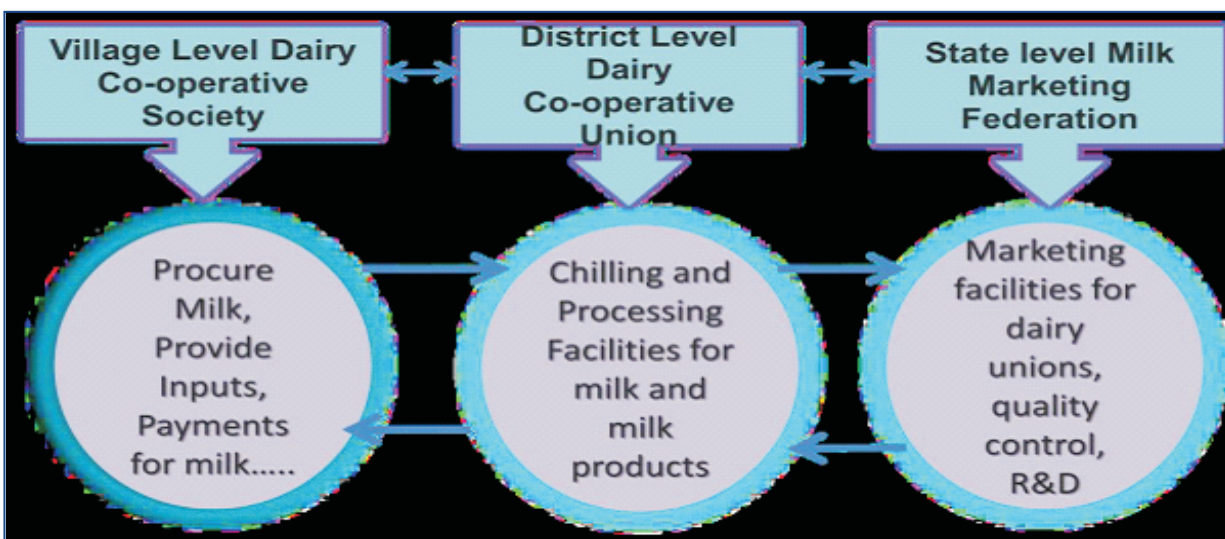 Village Level Dairy
Co-operative
Society
District Level
Dairy
Co-operative
Union
State level Milk
Marketing
Federation
Procure
Milk,
Provide
Inputs,
Payments
for milk.....
Chilling and
Processing
Facilities for
milk and
milk
products
Marketing
facilities for
dairy
unions,
quality
control,
R&D